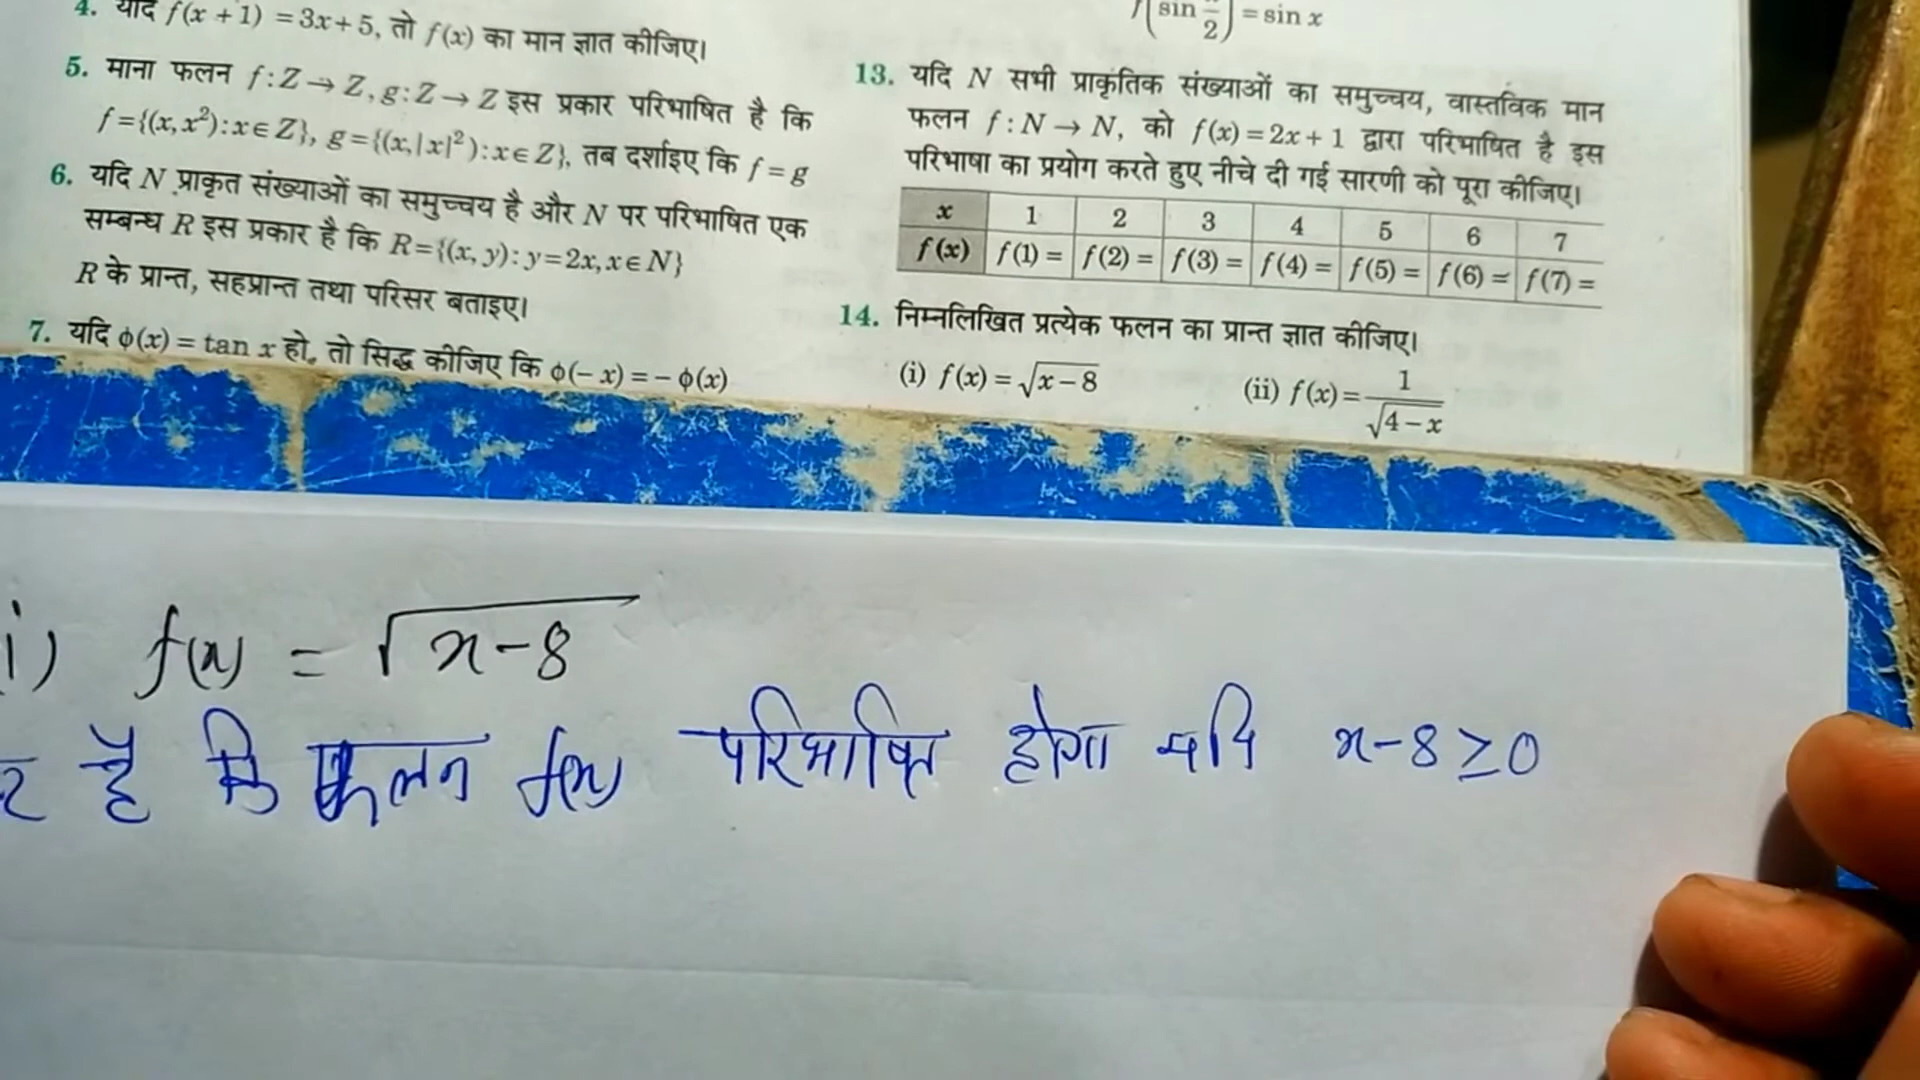 4. यदि f(x + 1) = 3x + 5, तो f(x) का मान ज्ञात कीजिए।
5. माना फलन f : Z → Z, g : Z → Z इस प्रकार परिभाषित है कि
f = {(x, x²) : x ∈ Z}, g = {(x, |x|²) : x ∈ Z}, तब दर्शाइए कि f = g
6. यदि N प्राकृत संख्याओं का समुच्चय है और N पर परिभाषित एक
सम्बन्ध R इस प्रकार है कि R = {(x, y) : y = 2x, x ∈ N}
R के प्रान्त, सहप्रान्त तथा परिसर बताइए।
7. यदि ϕ(x) = tan x हो, तो सिद्ध कीजिए कि ϕ(– x) = – ϕ(x)
= sin x
13. यदि N सभी प्राकृतिक संख्याओं का समुच्चय, वास्तविक मान
फलन f : N → N, को f(x) = 2x + 1 द्वारा परिभाषित है इस
परिभाषा का प्रयोग करते हुए नीचे दी गई सारणी को पूरा कीजिए।
x 1 2 3 4 5 6 7
f(x) f(1) = f(2) = f(3) = f(4) = f(5) = f(6) = f(7) =
14. निम्नलिखित प्रत्येक फलन का प्रान्त ज्ञात कीजिए।
(i) f(x) = √(x – 8) (ii) f(x) = 1/√(4 – x)
i) f(x) = √(x-8)
है कि फलन f(x) परिभाषित होगा यदि x-8 ≥ 0